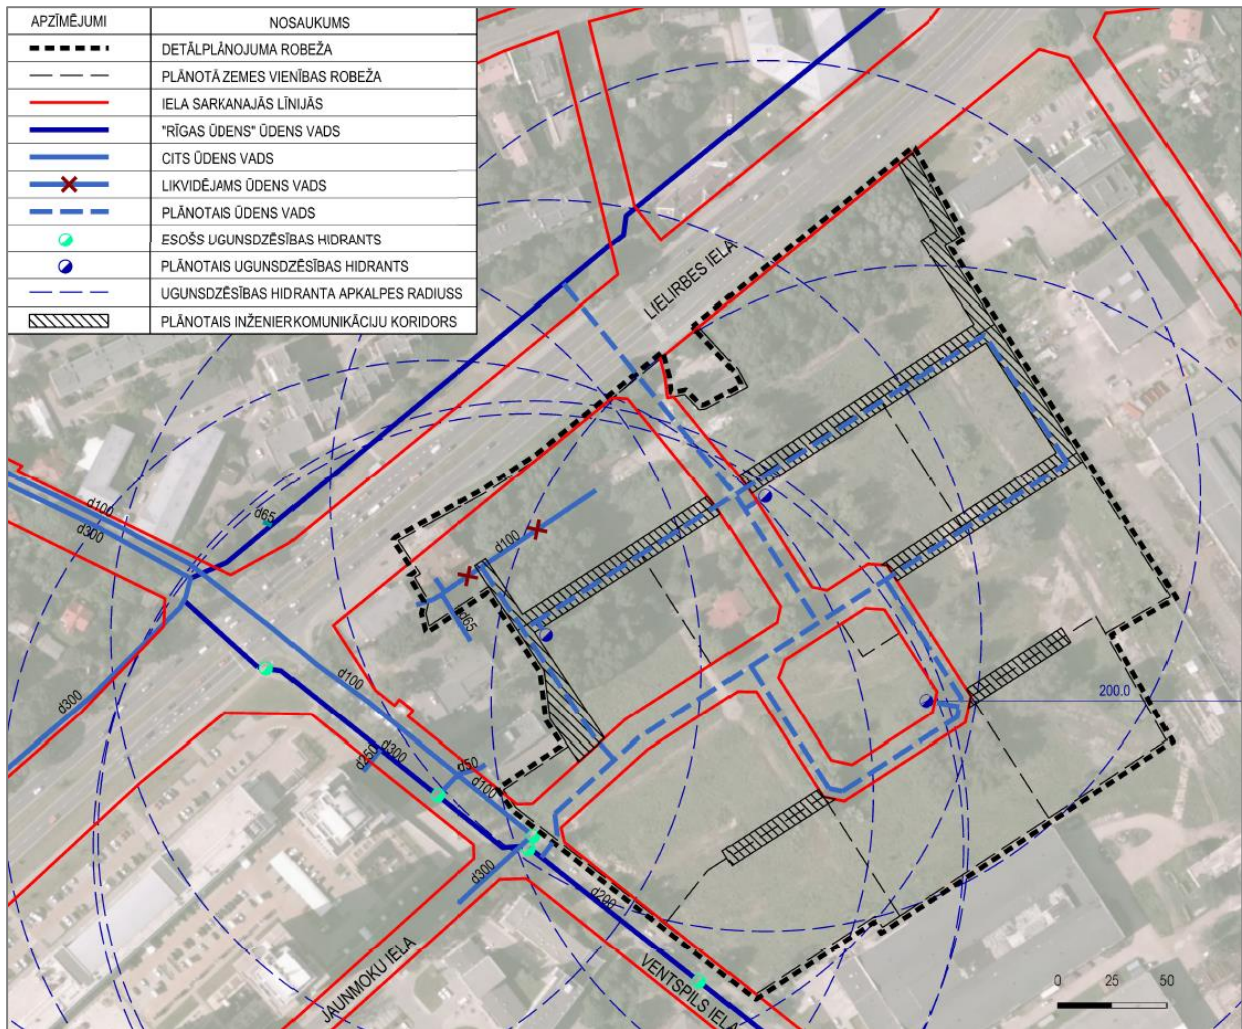 APZĪMĒJUMI NOSAUKUMS
DETĀLPLĀNOJUMA ROBEŽA
PLĀNOTĀ ZEMES VIENĪBAS ROBEŽA
IELA SARKANAJĀS LĪNIJĀS
"RĪGAS ŪDENS" ŪDENS VADS
CITS ŪDENS VADS
LIKVIDĒJAMS ŪDENS VADS
PLĀNOTAIS ŪDENS VADS
ESOŠS UGUNSDZĒSĪBAS HIDRANTS
PLĀNOTAIS UGUNSDZĒSĪBAS HIDRANTS
UGUNSDZĒSĪBAS HIDRANTA APKALPES RADIUSS
PLĀNOTAIS INŽENIERKOMUNIKĀCIJU KORIDORS
LIELIRBES IELA
d100
d300
d65
d100
d65
d300
d100
200.0
d300
d250
d50
d100
d300
d200
JAUNMOKU IELA
VENTSPILS IELA
0 25 50